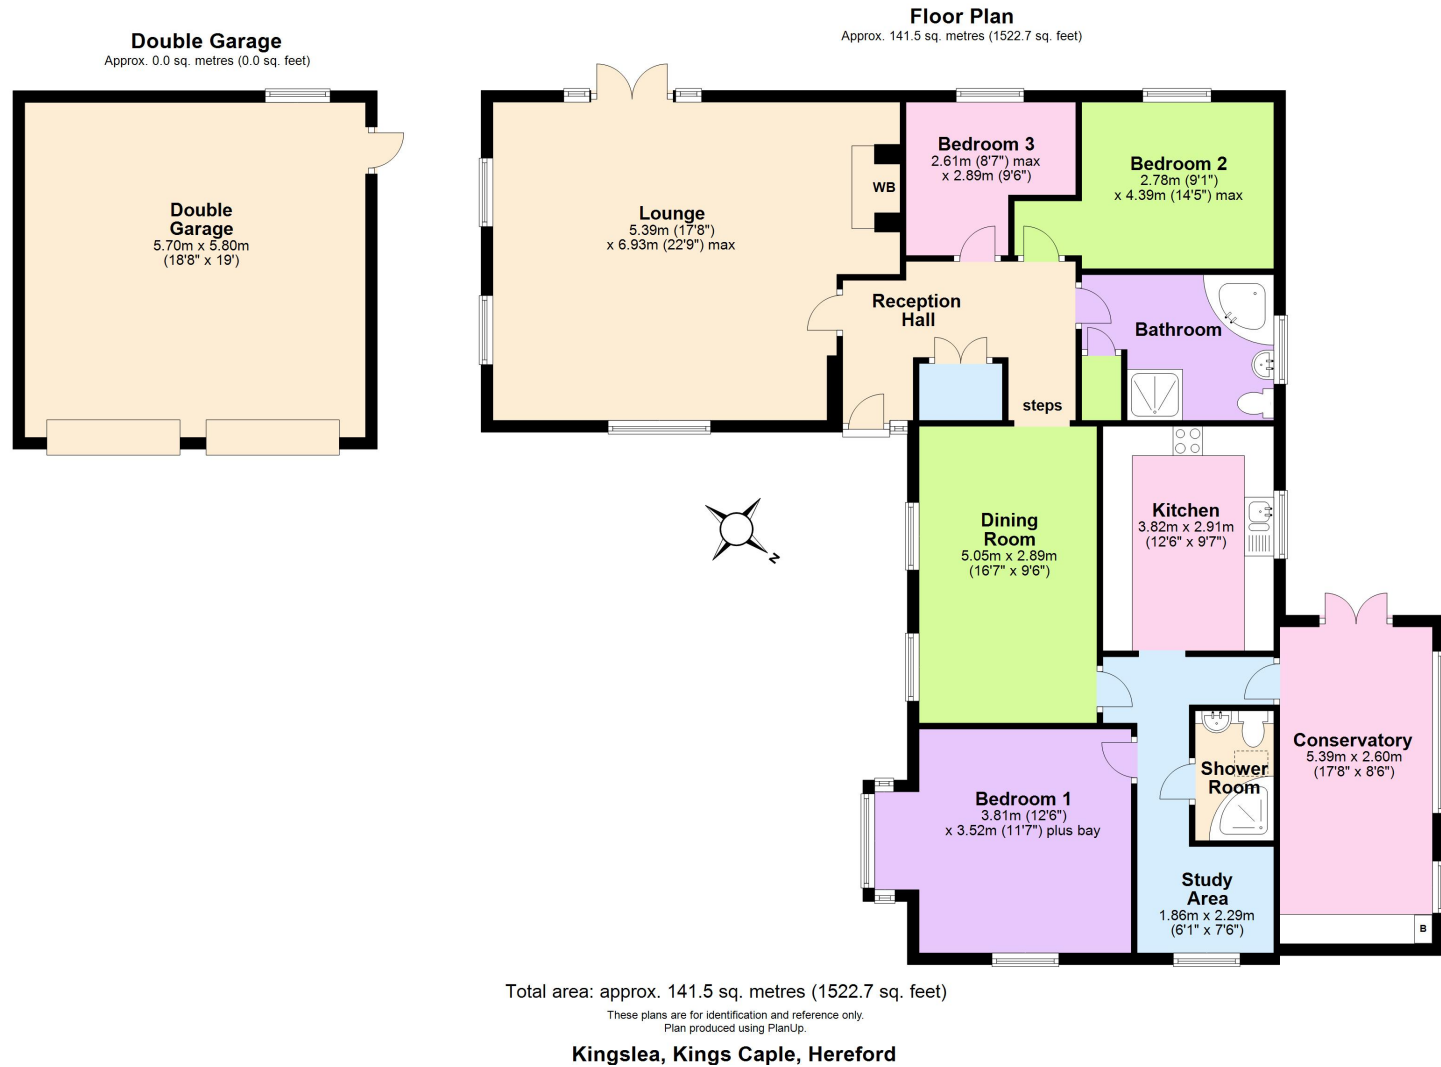 Double Garage
Approx. 0.0 sq. metres (0.0 sq. feet)
Floor Plan
Approx. 141.5 sq. metres (1522.7 sq. feet)
Double
Garage
5.70m x 5.80m
(18'8" x 19')
Lounge
5.39m (17'8")
x 6.93m (22'9") max
WB
Bedroom 3
2.61m (8'7") max
x 2.89m (9'6")
Bedroom 2
2.78m (9'1")
x 4.39m (14'5") max
Reception
Hall
Bathroom
steps
Dining
Room
5.05m x 2.89m
(16'7" x 9'6")
Kitchen
3.82m x 2.91m
(12'6" x 9'7")
N
Conservatory
5.39m x 2.60m
(17'8" x 8'6")
Shower
Room
Bedroom 1
3.81m (12'6")
x 3.52m (11'7") plus bay
Study
Area
1.86m x 2.29m
(6'1" x 7'6")
B
Total area: approx. 141.5 sq. metres (1522.7 sq. feet)
These plans are for identification and reference only.
Plan produced using PlanUp.
Kingslea, Kings Caple, Hereford